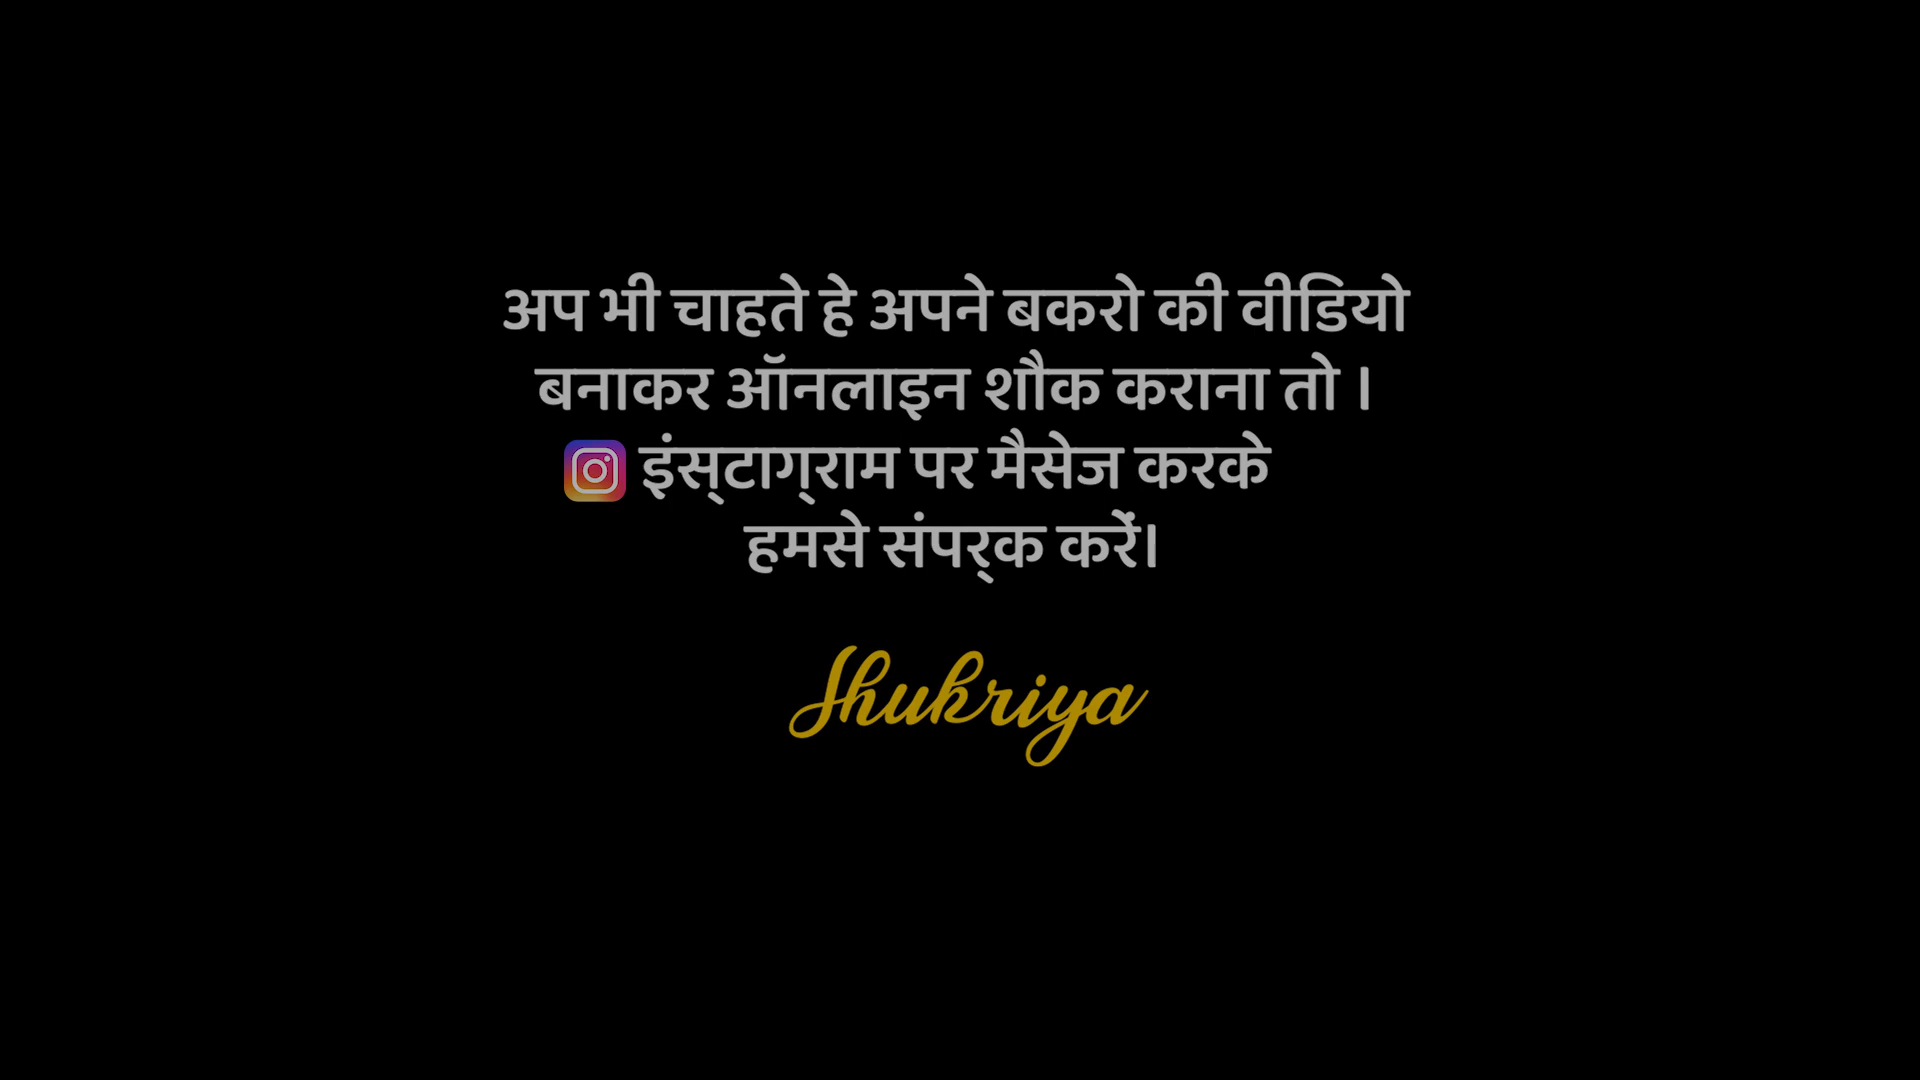 अप भी चाहते हे अपने बकरो की वीडियो
बनाकर ऑनलाइन शौक कराना तो ।
इंस्‌टाग्‌राम पर मैसेज करके
हमसे संपर्‌क करें।
Shukriya